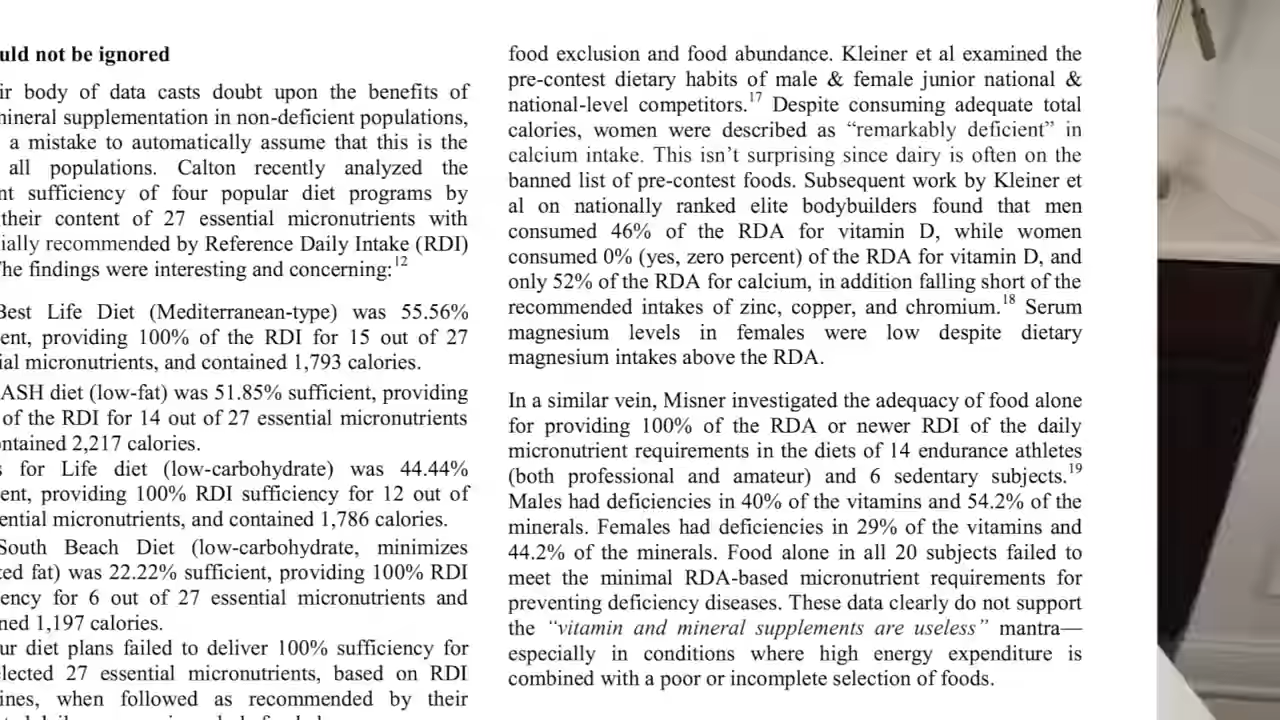 uld not be ignored
ir body of data casts doubt upon the benefits of
mineral supplementation in non-deficient populations,
a mistake to automatically assume that this is the
all populations. Calton recently analyzed the
nt sufficiency of four popular diet programs by
their content of 27 essential micronutrients with
ially recommended by Reference Daily Intake (RDI)
he findings were interesting and concerning:12
Best Life Diet (Mediterranean-type) was 55.56%
ent, providing 100% of the RDI for 15 out of 27
ial micronutrients, and contained 1,793 calories.
ASH diet (low-fat) was 51.85% sufficient, providing
of the RDI for 14 out of 27 essential micronutrients
ntained 2,217 calories.
s for Life diet (low-carbohydrate) was 44.44%
ent, providing 100% RDI sufficiency for 12 out of
ential micronutrients, and contained 1,786 calories.
South Beach Diet (low-carbohydrate, minimizes
ted fat) was 22.22% sufficient, providing 100% RDI
ency for 6 out of 27 essential micronutrients and
ned 1,197 calories.
ur diet plans failed to deliver 100% sufficiency for
elected 27 essential micronutrients, based on RDI
ines, when followed as recommended by their
food exclusion and food abundance. Kleiner et al examined the
pre-contest dietary habits of male & female junior national &
national-level competitors.17 Despite consuming adequate total
calories, women were described as “remarkably deficient” in
calcium intake. This isn’t surprising since dairy is often on the
banned list of pre-contest foods. Subsequent work by Kleiner et
al on nationally ranked elite bodybuilders found that men
consumed 46% of the RDA for vitamin D, while women
consumed 0% (yes, zero percent) of the RDA for vitamin D, and
only 52% of the RDA for calcium, in addition falling short of the
recommended intakes of zinc, copper, and chromium.18 Serum
magnesium levels in females were low despite dietary
magnesium intakes above the RDA.
In a similar vein, Misner investigated the adequacy of food alone
for providing 100% of the RDA or newer RDI of the daily
micronutrient requirements in the diets of 14 endurance athletes
(both professional and amateur) and 6 sedentary subjects.19
Males had deficiencies in 40% of the vitamins and 54.2% of the
minerals. Females had deficiencies in 29% of the vitamins and
44.2% of the minerals. Food alone in all 20 subjects failed to
meet the minimal RDA-based micronutrient requirements for
preventing deficiency diseases. These data clearly do not support
the “vitamin and mineral supplements are useless” mantra—
especially in conditions where high energy expenditure is
combined with a poor or incomplete selection of foods.